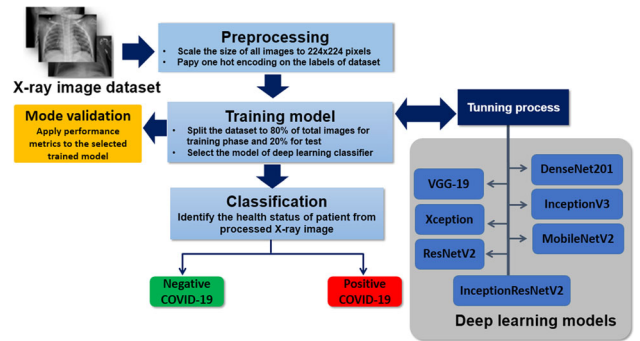 X-ray image dataset
Preprocessing
• Scale the size of all images to 224x224 pixels
• Papy one hot encoding on the labels of dataset
Mode validation
Apply performance
metrics to the selected
trained model
Training model
• Split the dataset to 80% of total images for
training phase and 20% for test
• Select the model of deep learning classifier
Tunning process
Classification
Identify the health status of patient from
processed X-ray image
Negative
COVID-19
Positive
COVID-19
VGG-19
Xception
ResNetV2
DenseNet201
InceptionV3
MobileNetV2
InceptionResNetV2
Deep learning models